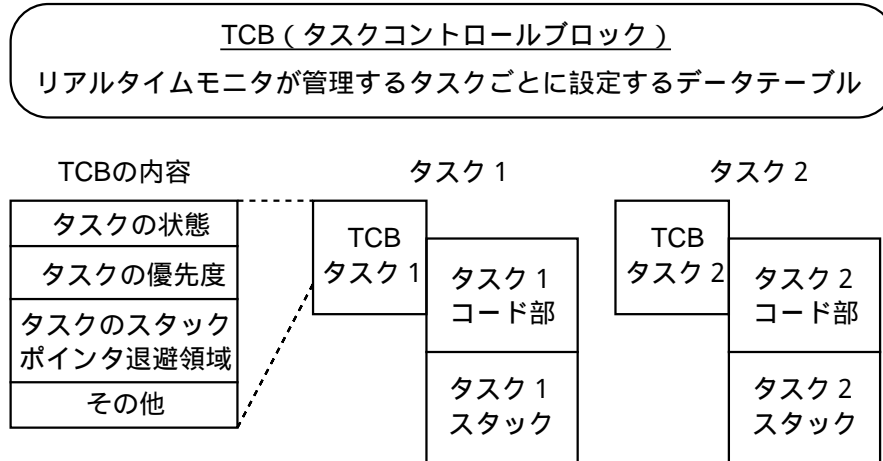 TCB（タスクコントロールブロック）
リアルタイムモニタが管理するタスクごとに設定するデータテーブル
TCBの内容
タスクの状態
タスクの優先度
タスクのスタック
ポインタ退避領域
その他
タスク１
TCB
タスク１
タスク１
コード部
タスク１
スタック
タスク２
TCB
タスク２
タスク２
コード部
タスク２
スタック